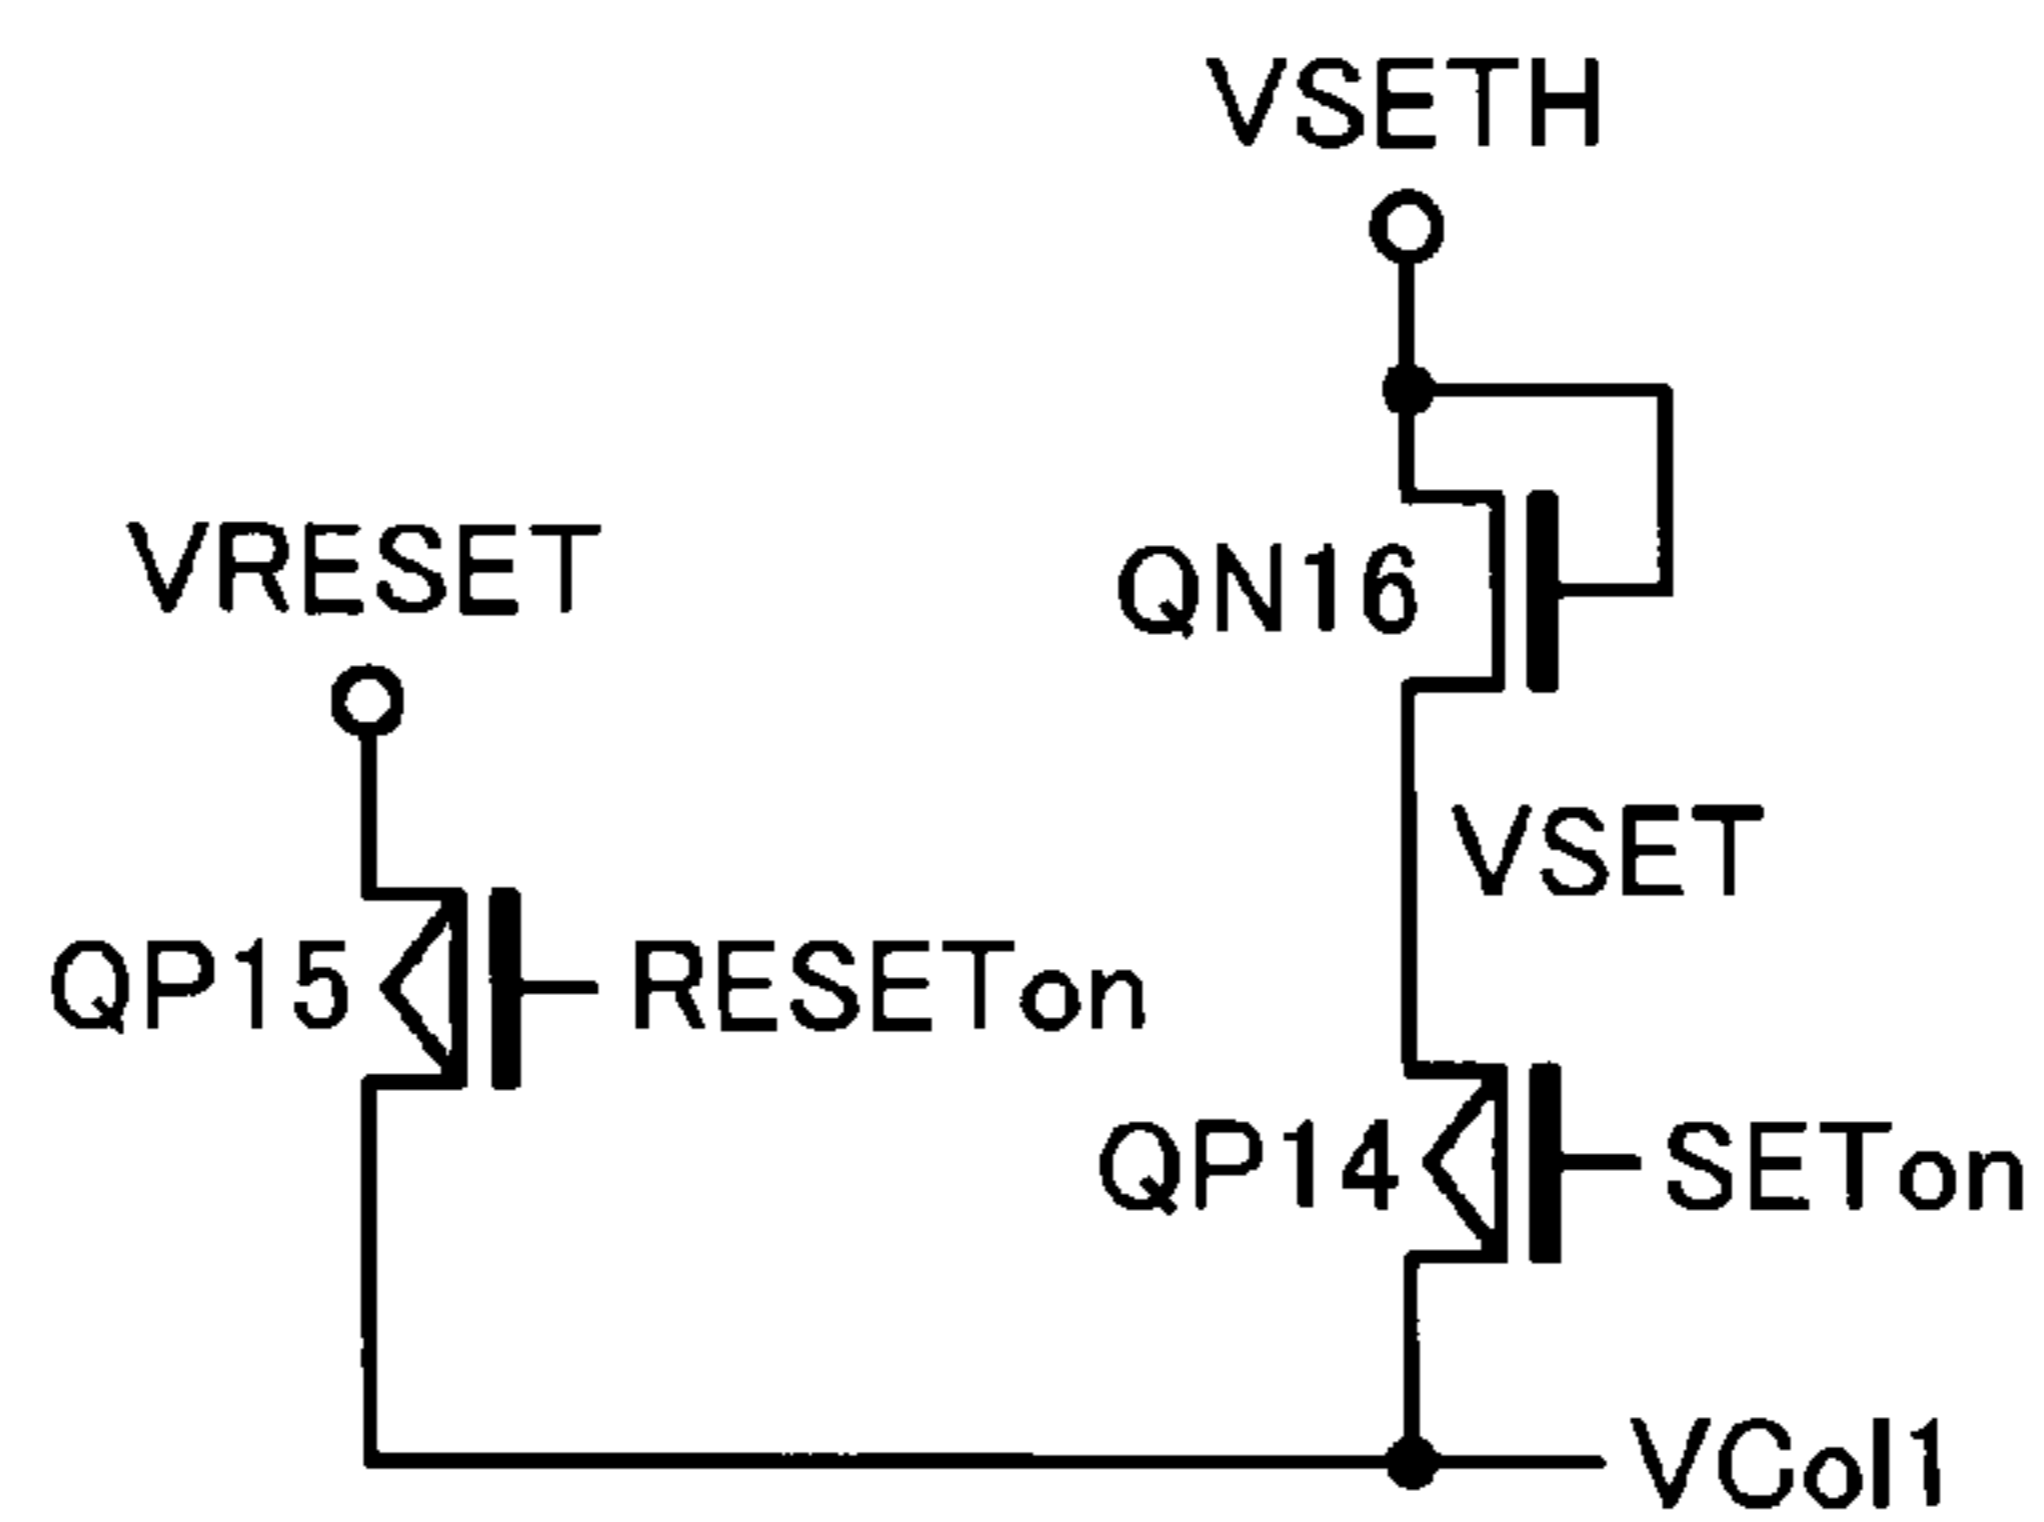 VSETH
VRESET
QN16
VSET
QP15
RESETon
QP14
SETon
VCol1